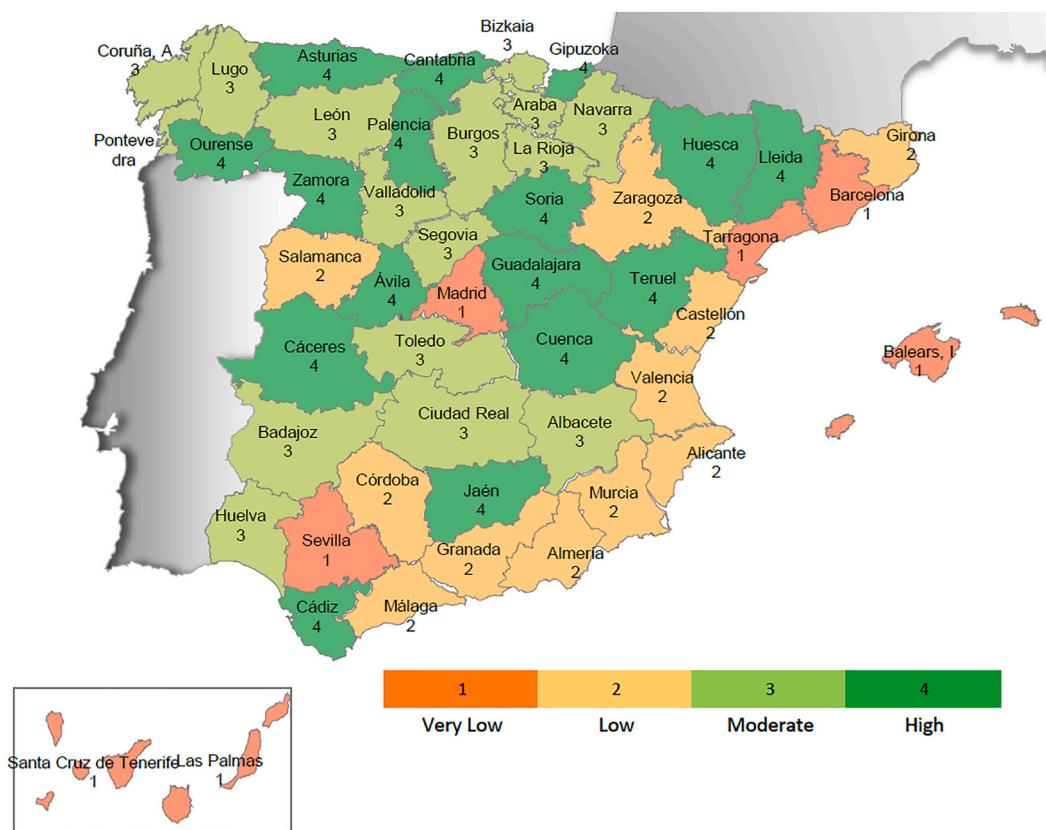 Bizkaia
3
Coruña, A
3
Lugo
3
Asturias
4
Cantabria
4
Gipuzoka
4
León
3
Palencia
4
Burgos
3
Araba
3
Navarra
3
La Rioja
3
Ponteve
dra
Ourense
4
Zamora
4
Valladolid
3
Soria
4
Zaragoza
2
Huesca
4
Lleida
4
Girona
2
Barcelona
1
Tarragona
1
Segovia
3
Salamanca
2
Ávila
4
Madrid
1
Guadalajara
4
Teruel
4
Castellón
2
Cáceres
4
Toledo
3
Cuenca
4
Valencia
2
Balears, I
1
Badajoz
3
Ciudad Real
3
Albacete
3
Alicante
2
Huelva
3
Sevilla
1
Córdoba
2
Jaén
4
Murcia
2
Granada
2
Almería
2
Cádiz
4
Málaga
2
Santa Cruz de Tenerife
1
Las Palmas
1
1 2 3 4
Very Low Low Moderate High